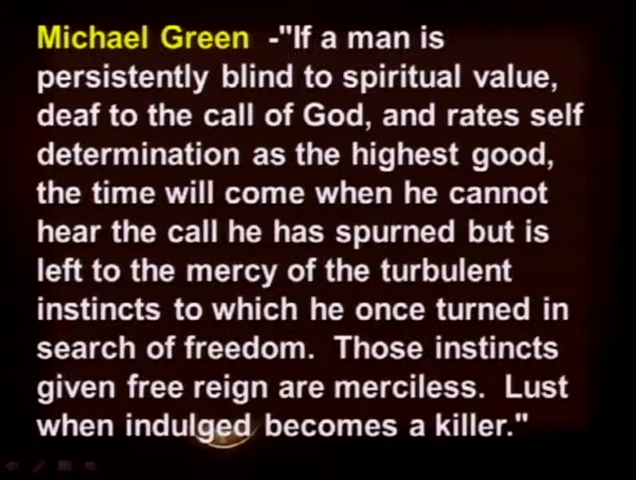 Michael Green -"If a man is
persistently blind to spiritual value,
deaf to the call of God, and rates self
determination as the highest good,
the time will come when he cannot
hear the call he has spurned but is
left to the mercy of the turbulent
instincts to which he once turned in
search of freedom. Those instincts
given free reign are merciless. Lust
when indulged becomes a killer."